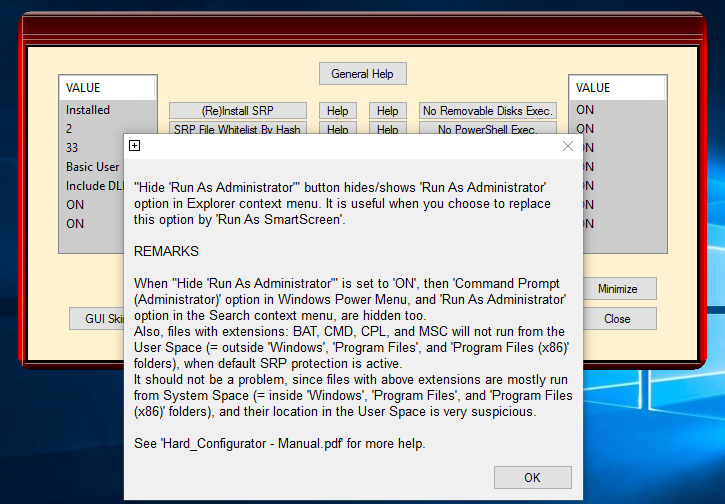 General Help
VALUE
Installed
2
33
Basic User
Include DLL
ON
ON
(Re)Install SRP Help Help No Removable Disks Exec.
SRP File Whitelist By Hash Help Help No PowerShell Exec.
VALUE
ON
ON
ON
ON
ON
ON
ON
GUI Skin
Minimize
Close
"Hide 'Run As Administrator'" button hides/shows 'Run As Administrator'
option in Explorer context menu. It is useful when you choose to replace
this option by 'Run As SmartScreen'.
REMARKS
When "Hide 'Run As Administrator'" is set to 'ON', then 'Command Prompt
(Administrator)' option in Windows Power Menu, and 'Run As Administrator'
option in the Search context menu, are hidden too.
Also, files with extensions: BAT, CMD, CPL, and MSC will not run from the
User Space (= outside 'Windows', 'Program Files', and 'Program Files (x86)'
folders), when default SRP protection is active.
It should not be a problem, since files with above extensions are mostly run
from System Space (= inside 'Windows', 'Program Files', and 'Program Files
(x86)' folders), and their location in the User Space is very suspicious.
See 'Hard_Configurator - Manual.pdf' for more help.
OK